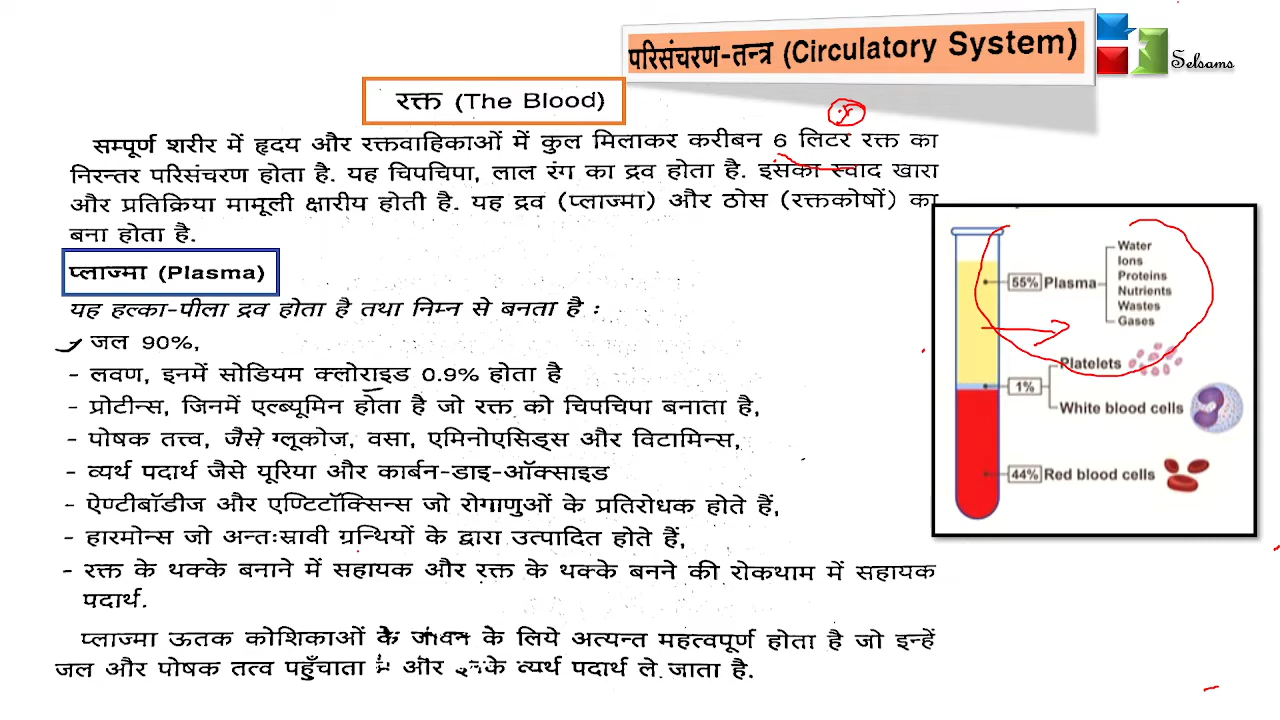 परिसंचरण-तन्त्र (Circulatory System)
Selsams
रक्त (The Blood)
सम्पूर्ण शरीर में हृदय और रक्तवाहिकाओं में कुल मिलाकर करीबन 6 लिटर रक्त का
निरन्तर परिसंचरण होता है. यह चिपचिपा, लाल रंग का द्रव होता है. इसका स्वाद खारा
और प्रतिक्रिया मामूली क्षारीय होती है. यह द्रव (प्लाज्मा) और ठोस (रक्तकोषों) का
बना होता है.
प्लाज्मा (Plasma)
यह हल्का-पीला द्रव होता है तथा निम्न से बनता है :
जल 90%,
- लवण, इनमें सोडियम क्लोराइड 0.9% होता है
- प्रोटीन्स, जिनमें एल्ब्यूमिन होता है जो रक्त को चिपचिपा बनाता है,
- पोषक तत्त्व, जैसे ग्लूकोज, वसा, एमिनोएसिड्स और विटामिन्स,
- व्यर्थ पदार्थ जैसे यूरिया और कार्बन-डाइ-ऑक्साइड
- ऐण्टीबॉडीज और एण्टिटॉक्सिन्स जो रोगाणुओं के प्रतिरोधक होते हैं,
- हारमोन्स जो अन्तःस्रावी ग्रन्थियों के द्वारा उत्पादित होते हैं,
- रक्त के थक्के बनाने में सहायक और रक्त के थक्के बनने की रोकथाम में सहायक
पदार्थ.
प्लाज्मा ऊतक कोशिकाओं के जीवन के लिये अत्यन्त महत्वपूर्ण होता है जो इन्हें
जल और पोषक तत्व पहुँचाता और व्यर्थ पदार्थ ले जाता है.
55% Plasma
Water
Ions
Proteins
Nutrients
Wastes
Gases
1%
Platelets
White blood cells
44% Red blood cells